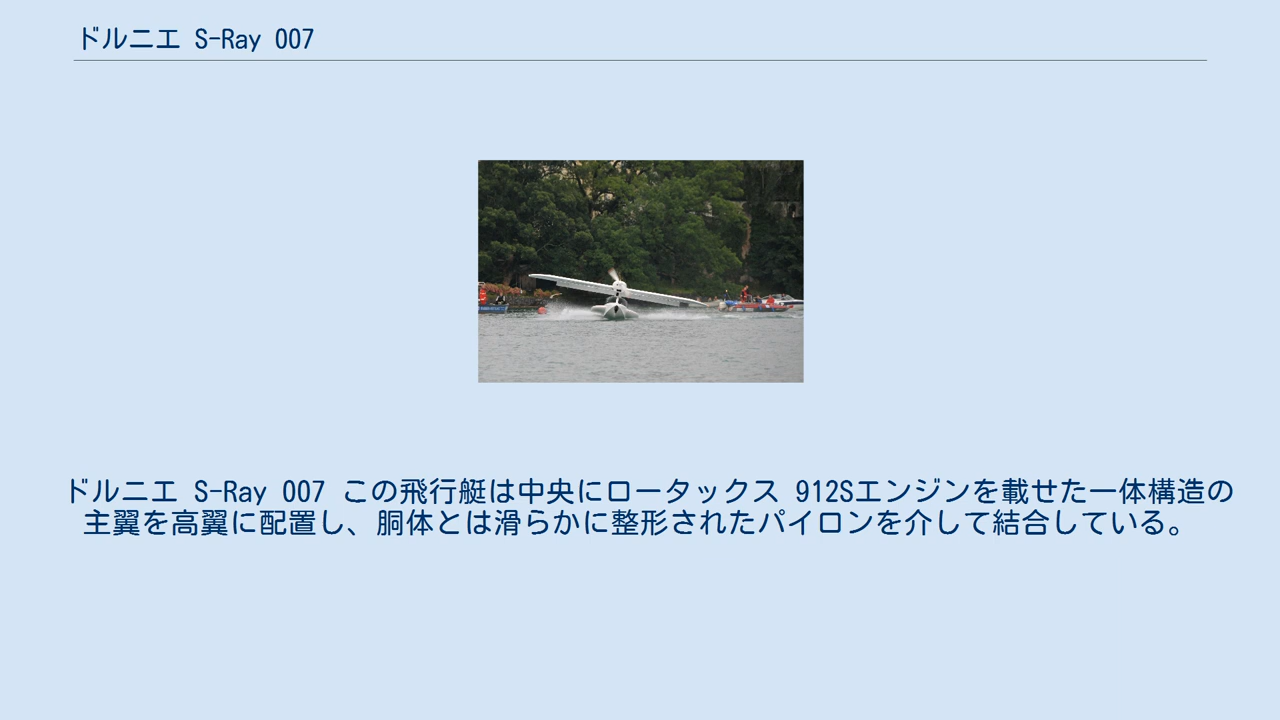 ドルニエ S-Ray 007
ドルニエ S-Ray 007 この飛行艇は中央にロータックス 912Sエンジンを載せた一体構造の
主翼を高翼に配置し、胴体とは滑らかに整形されたパイロンを介して結合している。